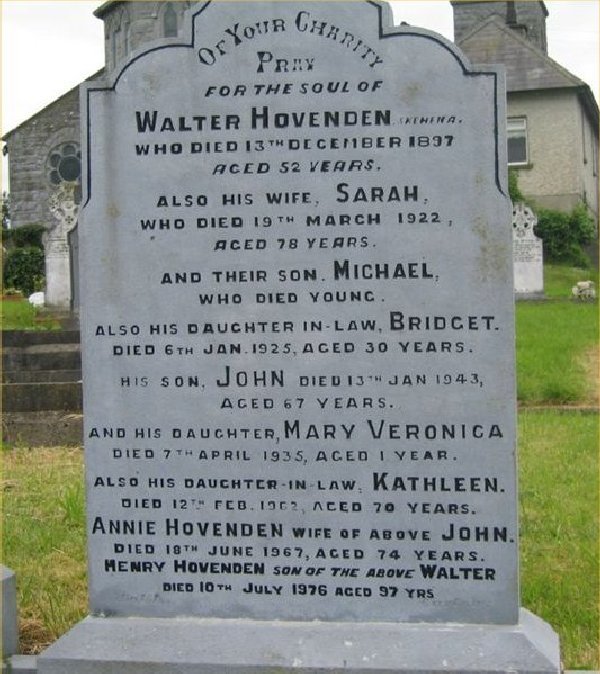 OF YOUR CHARITY
PRAY
FOR THE SOUL OF
WALTER HOVENDEN
WHO DIED 13TH DECEMBER 1897
AGED 52 YEARS.
ALSO HIS WIFE, SARAH,
WHO DIED 19TH MARCH 1922,
AGED 78 YEARS.
AND THEIR SON, MICHAEL,
WHO DIED YOUNG.
ALSO HIS DAUGHTER IN-LAW, BRIDGET.
DIED 6TH JAN. 1925, AGED 30 YEARS.
HIS SON, JOHN DIED 13TH JAN 1943,
AGED 67 YEARS.
AND HIS DAUGHTER, MARY VERONICA
DIED 7TH APRIL 1935, AGED 1 YEAR.
ALSO HIS DAUGHTER-IN-LAW, KATHLEEN.
DIED 12TH FEB. AGED 70 YEARS.
ANNIE HOVENDEN WIFE OF ABOVE JOHN.
DIED 18TH JUNE 1967, AGED 74 YEARS.
HENRY HOVENDEN SON OF THE ABOVE WALTER
DIED 10TH JULY 1976 AGED 97 YRS